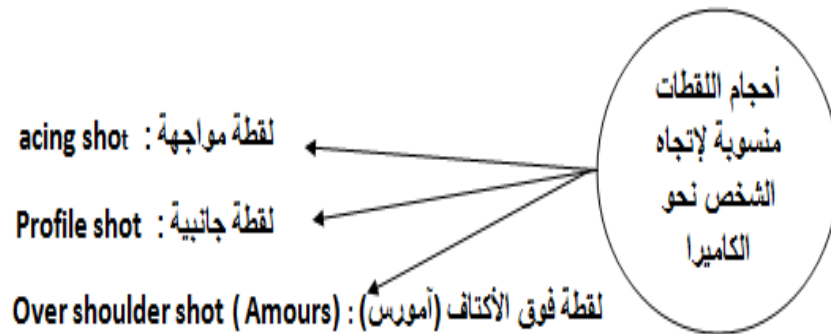 أحجام اللقطات
منسوبة لإتجاه
الشخص نحو
الكاميرا
لقطة مواجهة : acing shot
لقطة جانبية : Profile shot
لقطة فوق الأكتاف (آمورس) : Over shoulder shot ( Amours)